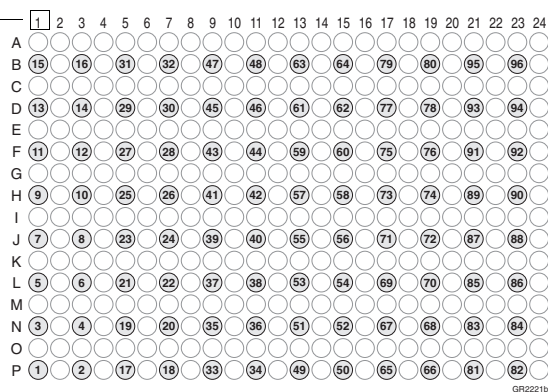 1 2 3 4 5 6 7 8 9 10 11 12 13 14 15 16 17 18 19 20 21 22 23 24
A
B 15 16 31 32 47 48 63 64 79 80 95 96
C
D 13 14 29 30 45 46 61 62 77 78 93 94
E
F 11 12 27 28 43 44 59 60 75 76 91 92
G
H 9 10 25 26 41 42 57 58 73 74 89 90
I
J 7 8 23 24 39 40 55 56 71 72 87 88
K
L 5 6 21 22 37 38 53 54 69 70 85 86
M
N 3 4 19 20 35 36 51 52 67 68 83 84
O
P 1 2 17 18 33 34 49 50 65 66 81 82
GR2221b